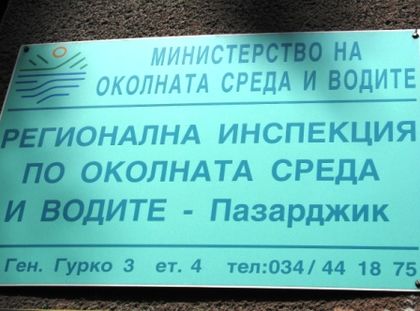 МИНИСТЕРСТВО НА
ОКОЛНАТА СРЕДА И ВОДИТЕ
РЕГИОНАЛНА ИНСПЕКЦИЯ
ПО ОКОЛНАТА СРЕДА
И ВОДИТЕ - Пазарджик
Ген. Гурко 3 ет. 4 тел:034/ 44 18 75